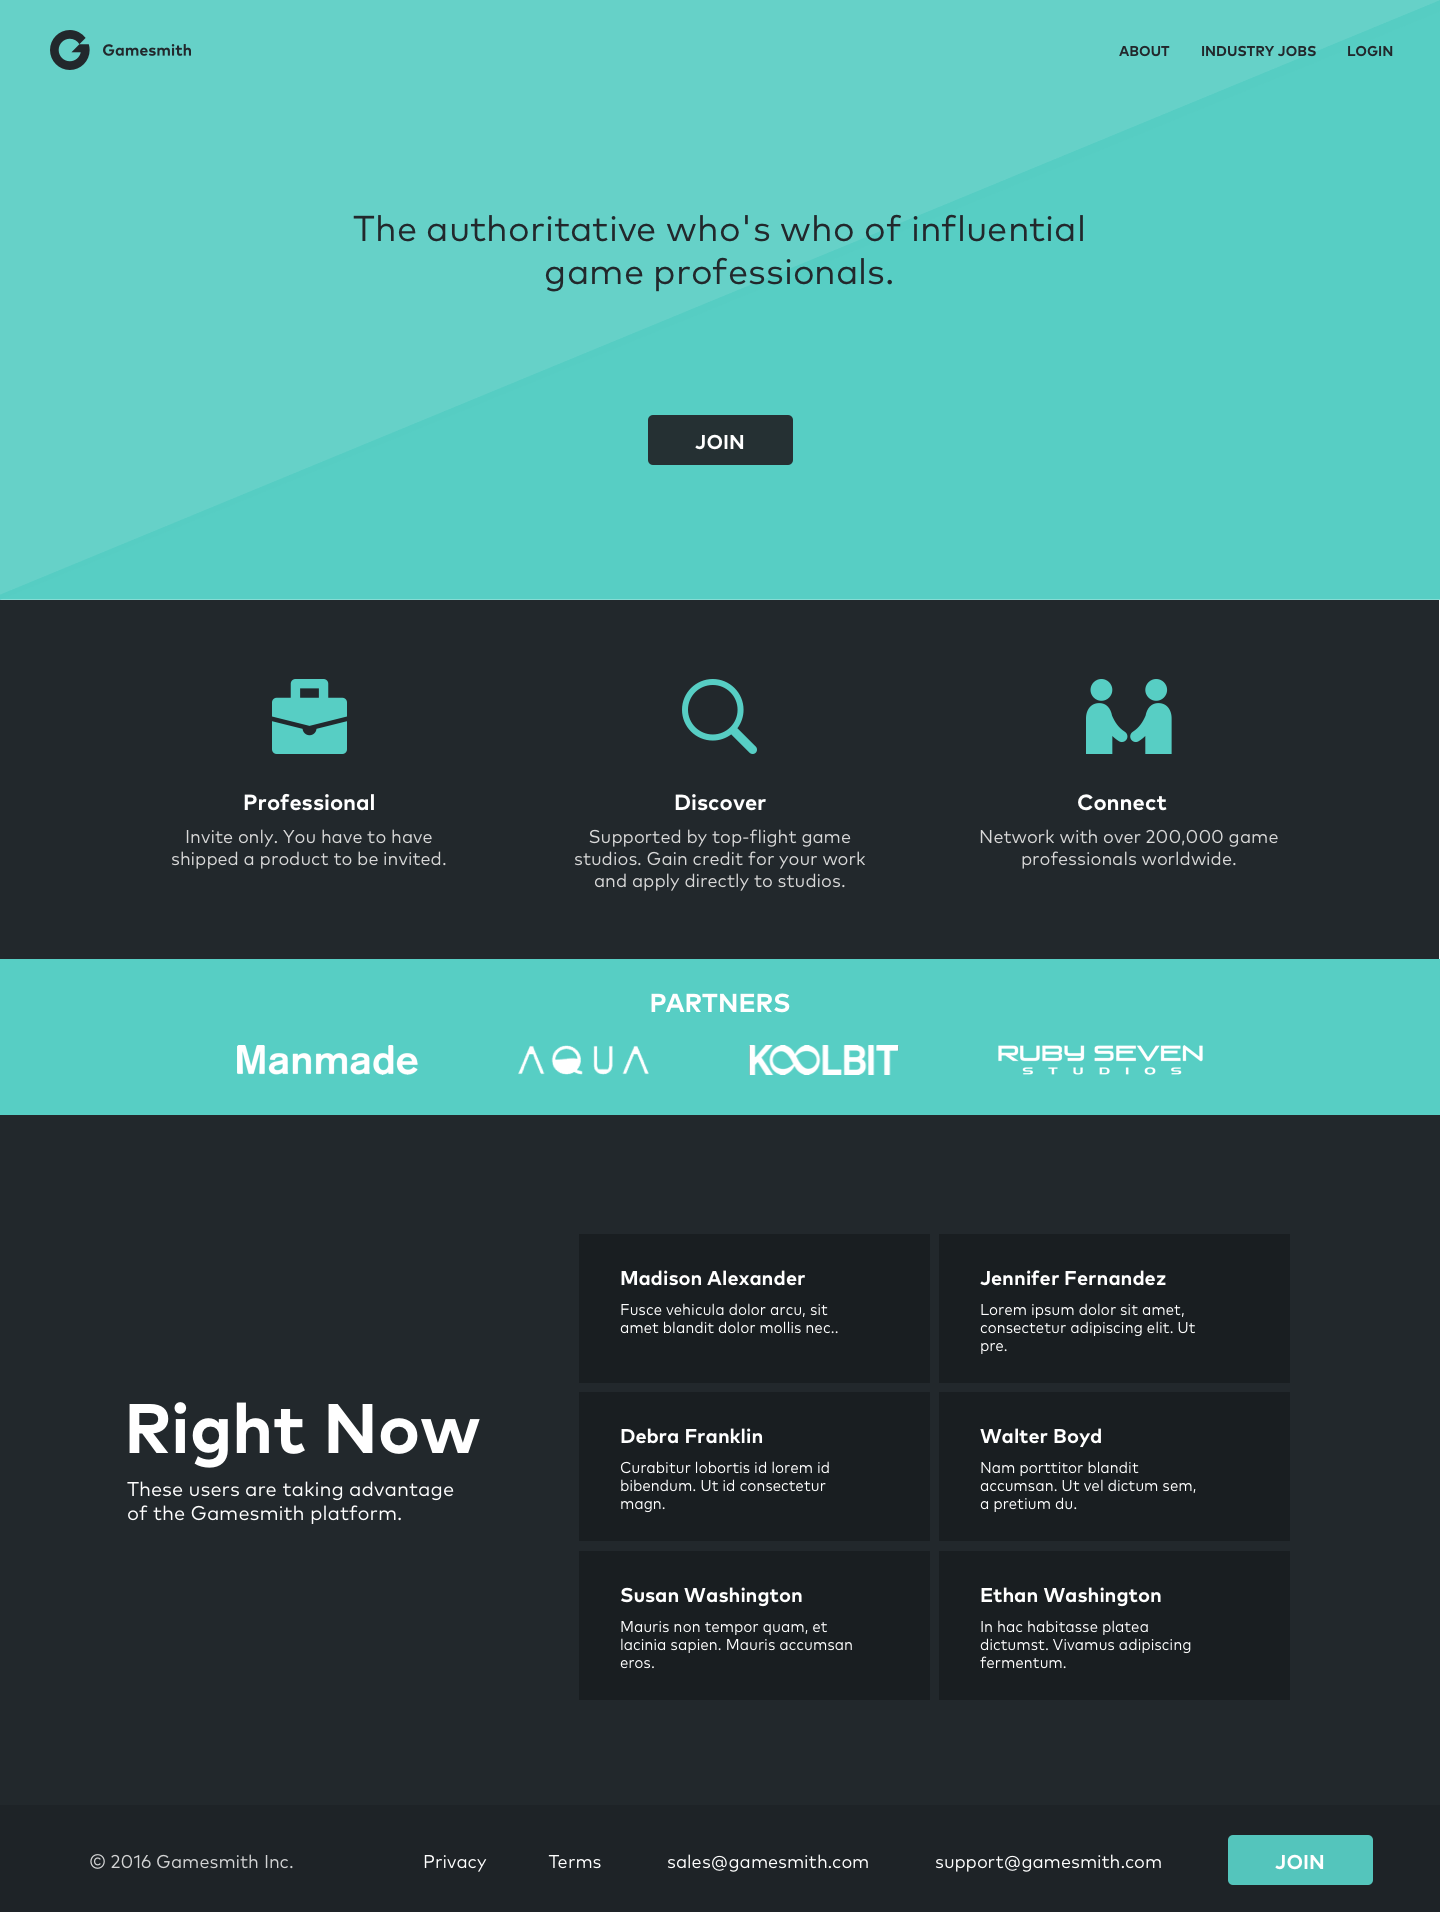 Gamesmith
ABOUT INDUSTRY JOBS LOGIN
The authoritative who's who of influential
game professionals.
JOIN
Professional
Invite only. You have to have
shipped a product to be invited.
Discover
Supported by top-flight game
studios. Gain credit for your work
and apply directly to studios.
Connect
Network with over 200,000 game
professionals worldwide.
PARTNERS
Manmade
AQUA
KOOLBIT
RUBY SEVEN
STUDIOS
Right Now
These users are taking advantage
of the Gamesmith platform.
Madison Alexander
Fusce vehicula dolor arcu, sit
amet blandit dolor mollis nec..
Jennifer Fernandez
Lorem ipsum dolor sit amet,
consectetur adipiscing elit. Ut
pre.
Debra Franklin
Curabitur lobortis id lorem id
bibendum. Ut id consectetur
magn.
Walter Boyd
Nam porttitor blandit
accumsan. Ut vel dictum sem,
a pretium du.
Susan Washington
Mauris non tempor quam, et
lacinia sapien. Mauris accumsan
eros.
Ethan Washington
In hac habitasse platea
dictumst. Vivamus adipiscing
fermentum.
© 2016 Gamesmith Inc. Privacy Terms sales@gamesmith.com support@gamesmith.com JOIN